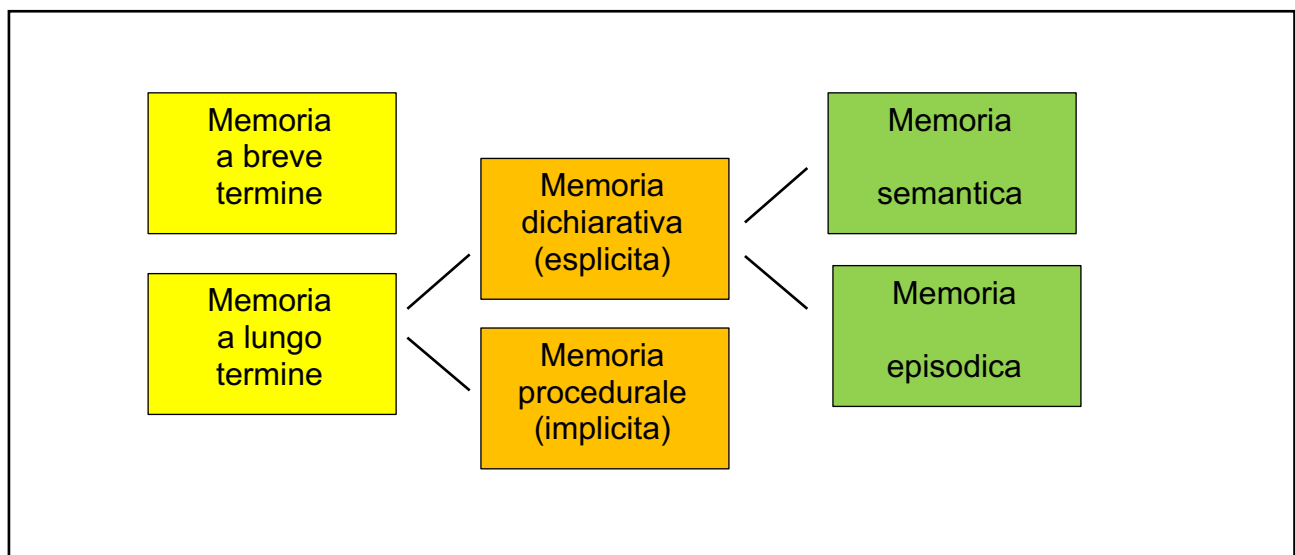 Memoria
a breve
termine
Memoria
a lungo
termine
Memoria
dichiarativa
(esplicita)
Memoria
procedurale
(implicita)
Memoria
semantica
Memoria
episodica